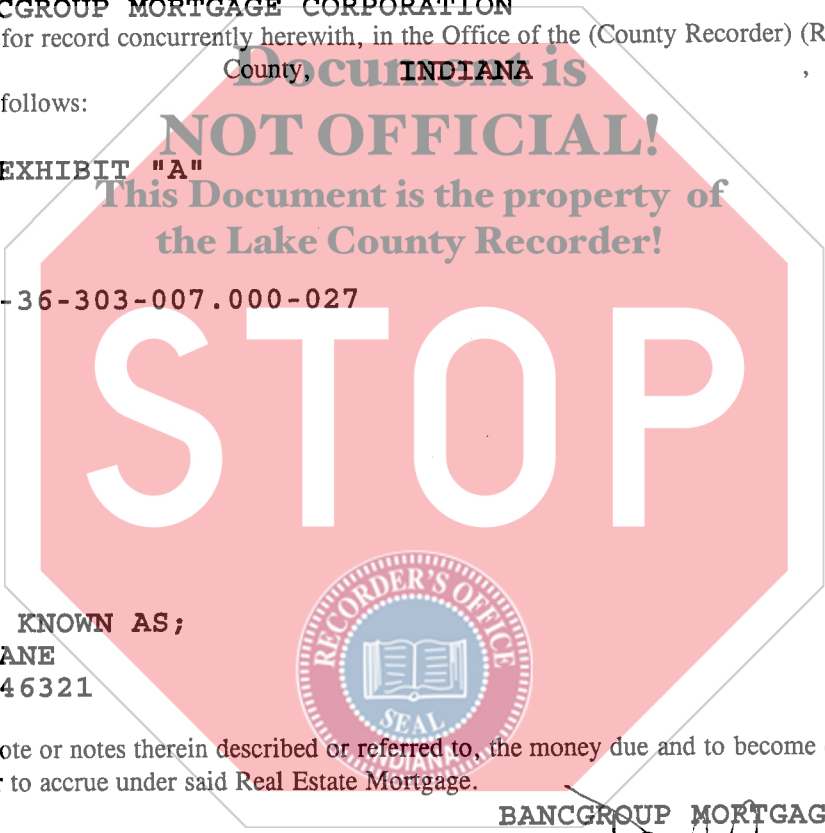 CGROUP MORTGAGE CORPORATION
for record concurrently herewith, in the Office of the (County Recorder) (R
Document is
County, INDIANA ,
follows:
NOT OFFICIAL!
EXHIBIT "A"
This Document is the property of
the Lake County Recorder!
-36-303-007.000-027
STOP
RECORDER'S OFFICE
KNOWN AS;
ANE
46321
SEAL
INDIANA
ote or notes therein described or referred to, the money due and to become
r to accrue under said Real Estate Mortgage.
BANCGROUP MORTGAG